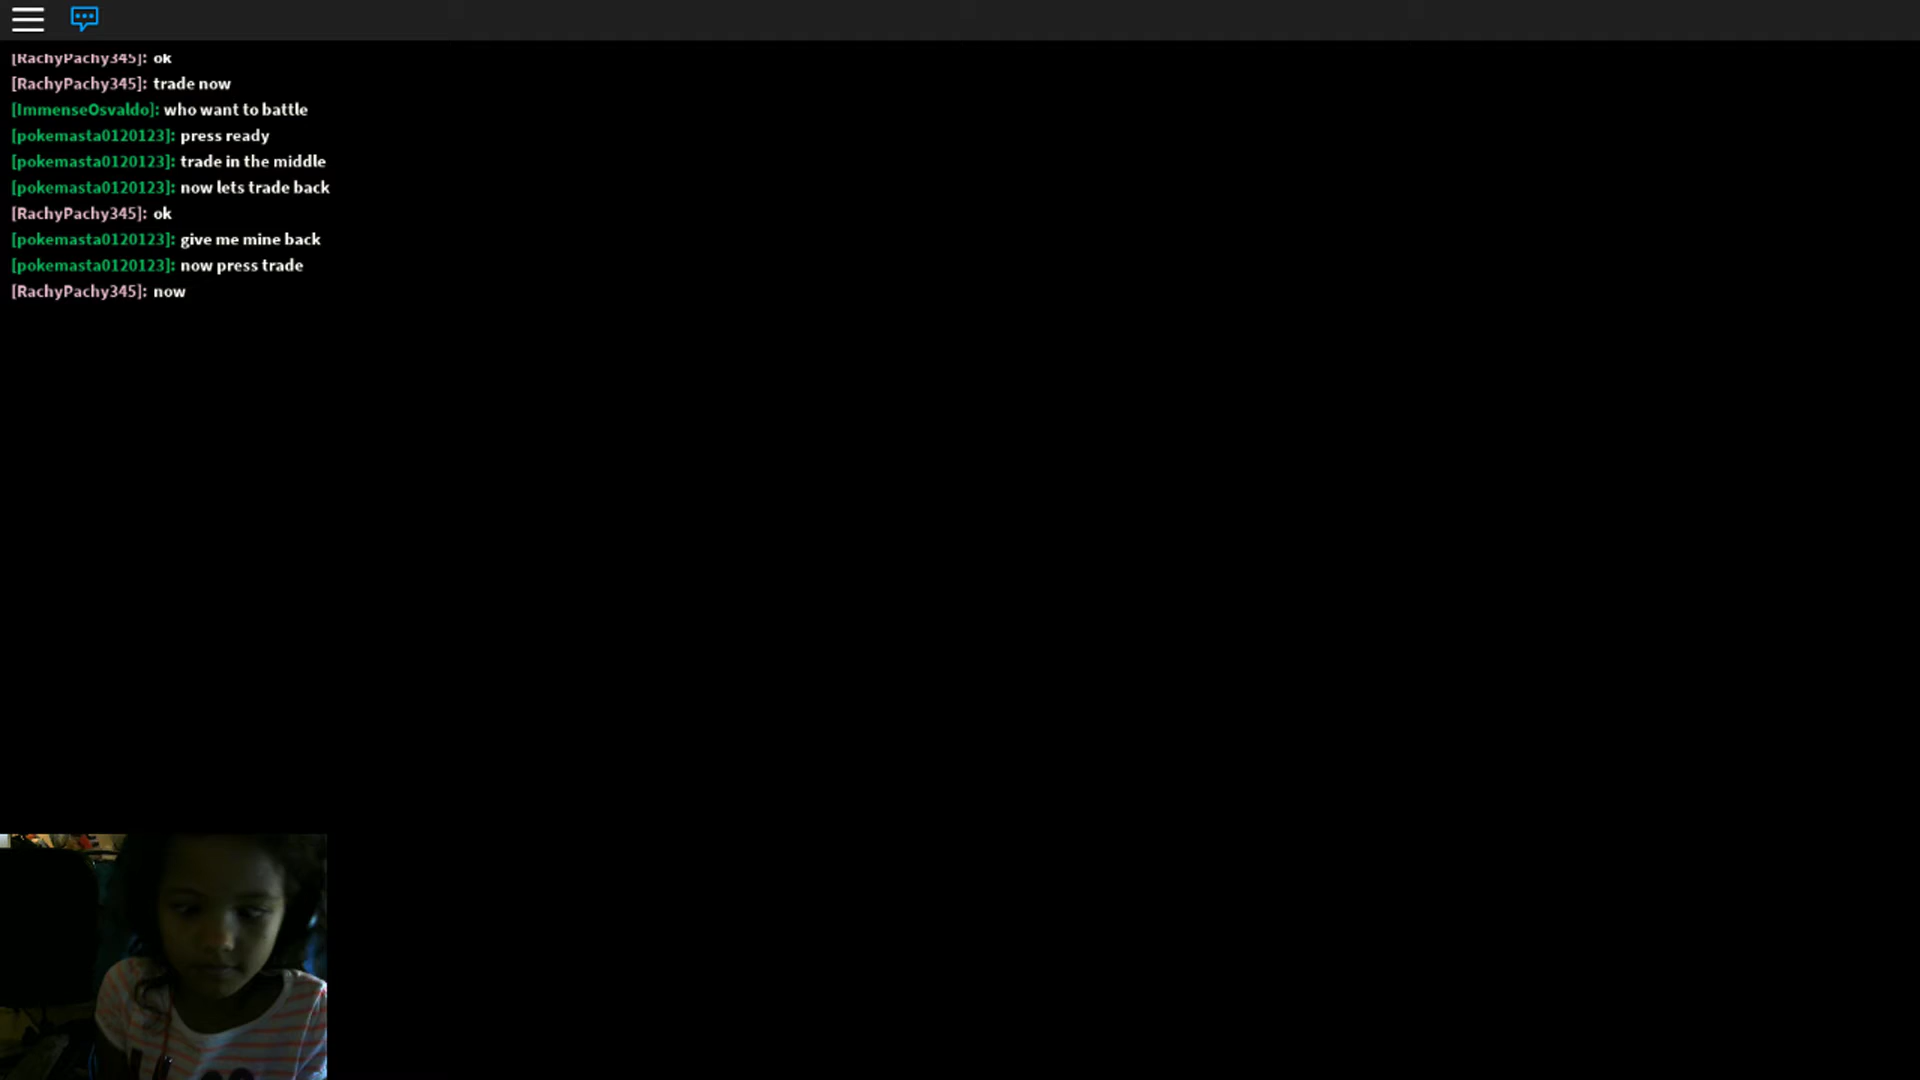 [RachyPachy345]: ok
[RachyPachy345]: trade now
[ImmenseOsvaldo]: who want to battle
[pokemasta0120123]: press ready
[pokemasta0120123]: trade in the middle
[pokemasta0120123]: now lets trade back
[RachyPachy345]: ok
[pokemasta0120123]: give me mine back
[pokemasta0120123]: now press trade
[RachyPachy345]: now